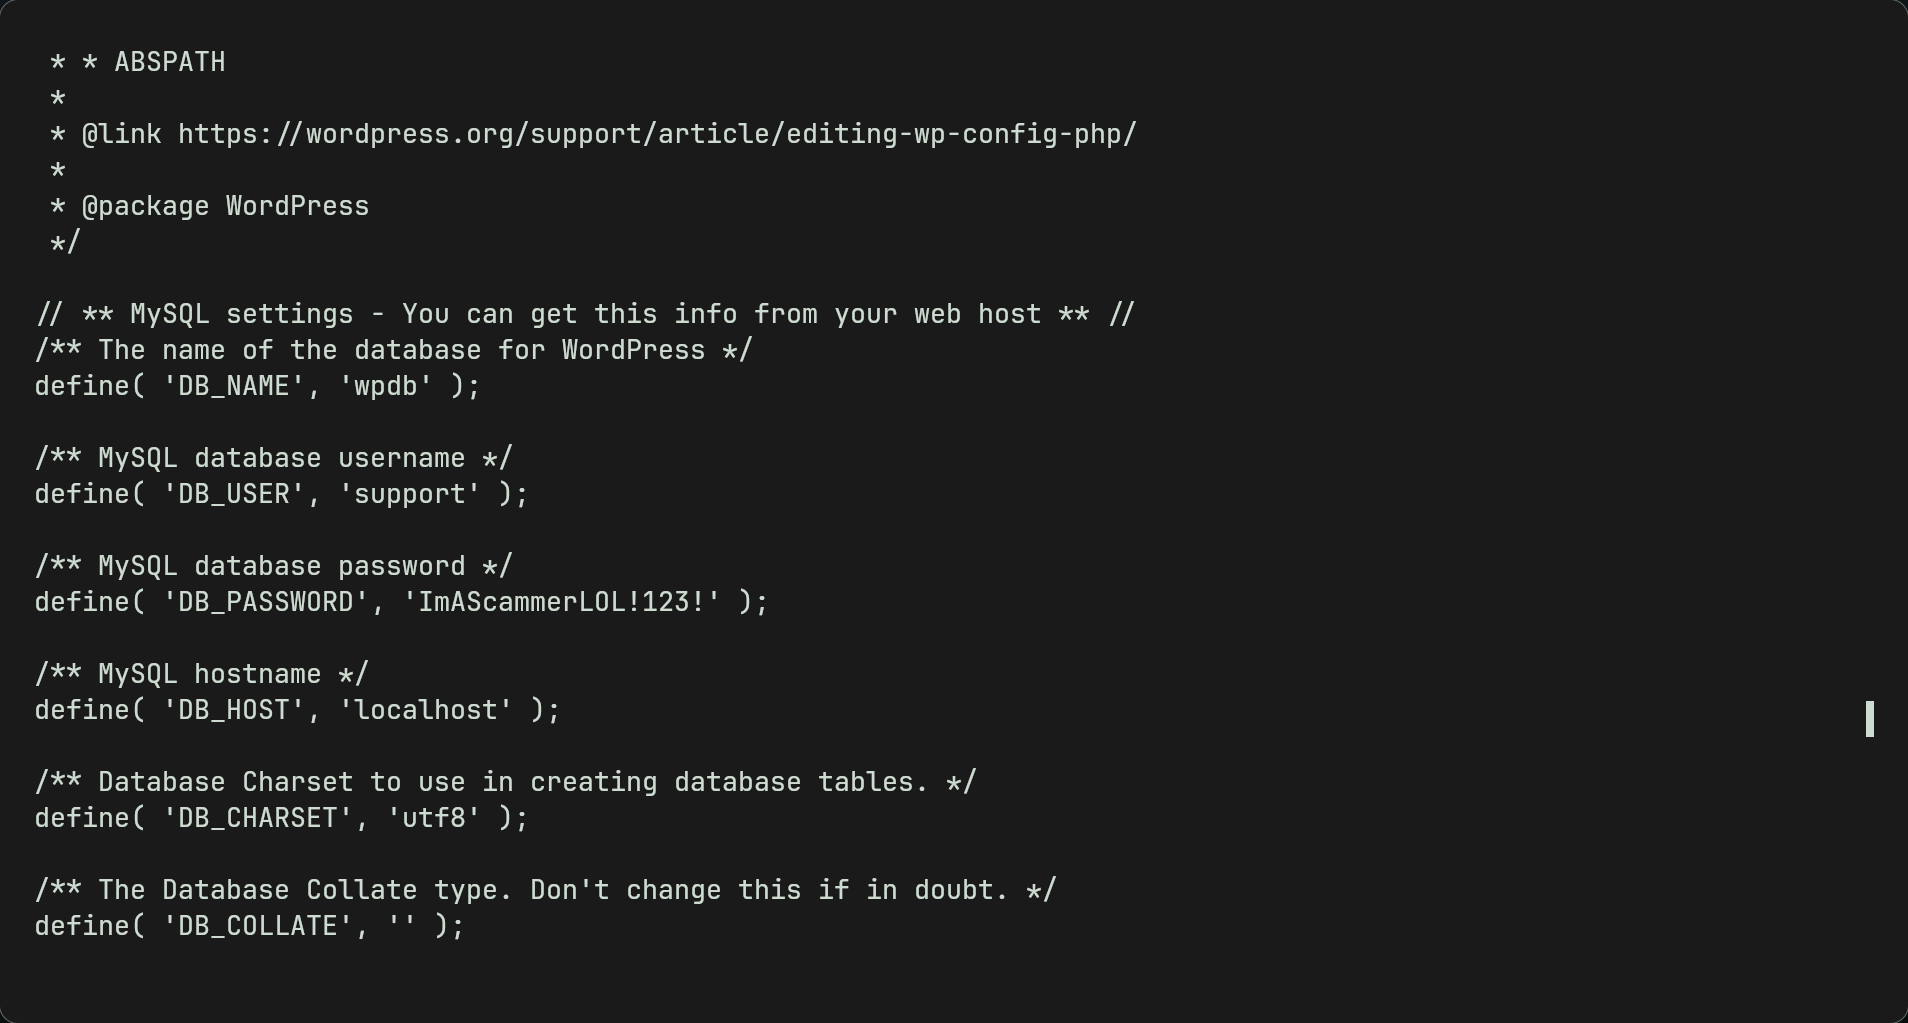 * * ABSPATH
*
* @link https://wordpress.org/support/article/editing-wp-config-php/
*
* @package WordPress
*/
// ** MySQL settings - You can get this info from your web host ** //
/** The name of the database for WordPress */
define( 'DB_NAME', 'wpdb' );
/** MySQL database username */
define( 'DB_USER', 'support' );
/** MySQL database password */
define( 'DB_PASSWORD', 'ImAScammerLOL!123!' );
/** MySQL hostname */
define( 'DB_HOST', 'localhost' );
/** Database Charset to use in creating database tables. */
define( 'DB_CHARSET', 'utf8' );
/** The Database Collate type. Don't change this if in doubt. */
define( 'DB_COLLATE', '' );